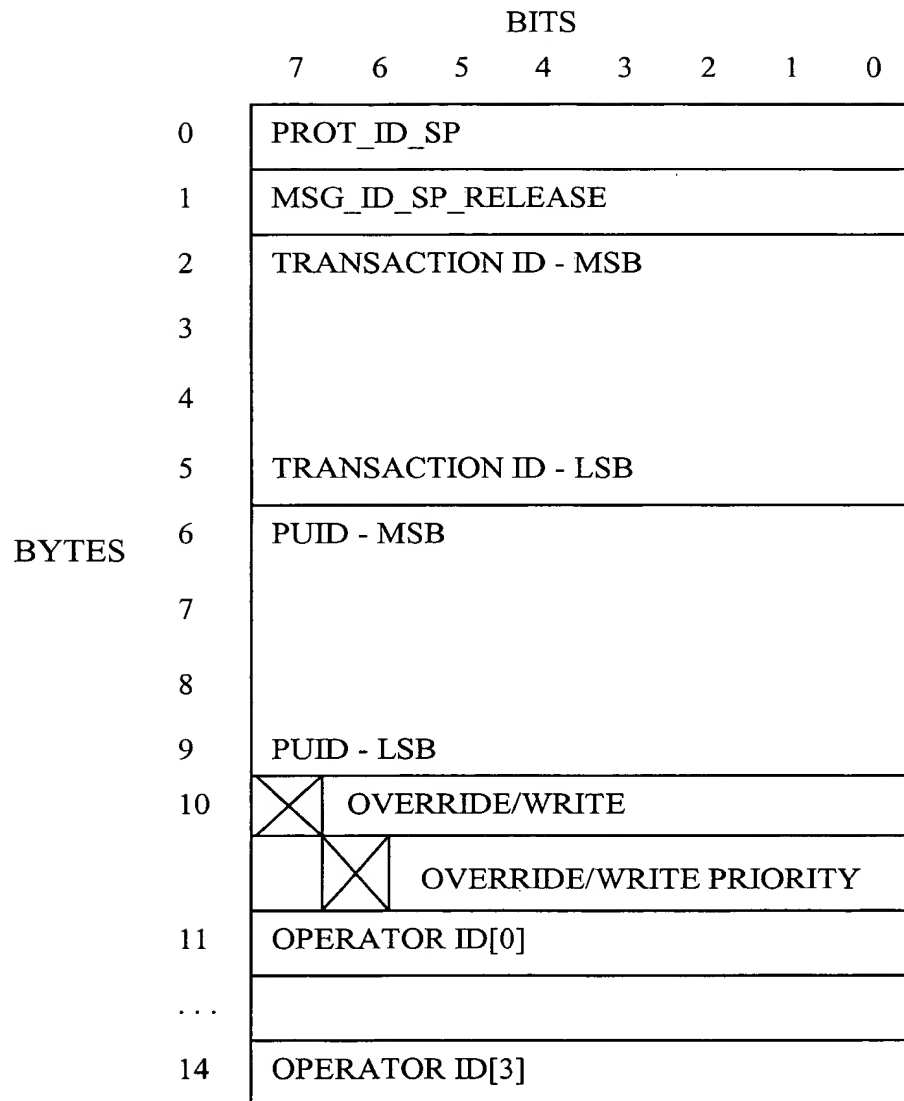 BITS
7 6 5 4 3 2 1 0
0 PROT_ID_SP
1 MSG_ID_SP_RELEASE
2 TRANSACTION ID - MSB
3
4
5 TRANSACTION ID - LSB
BYTES 6 PUID - MSB
7
8
9 PUID - LSB
10 OVERRIDE/WRITE
OVERRIDE/WRITE PRIORITY
11 OPERATOR ID[0]
. . .
14 OPERATOR ID[3]